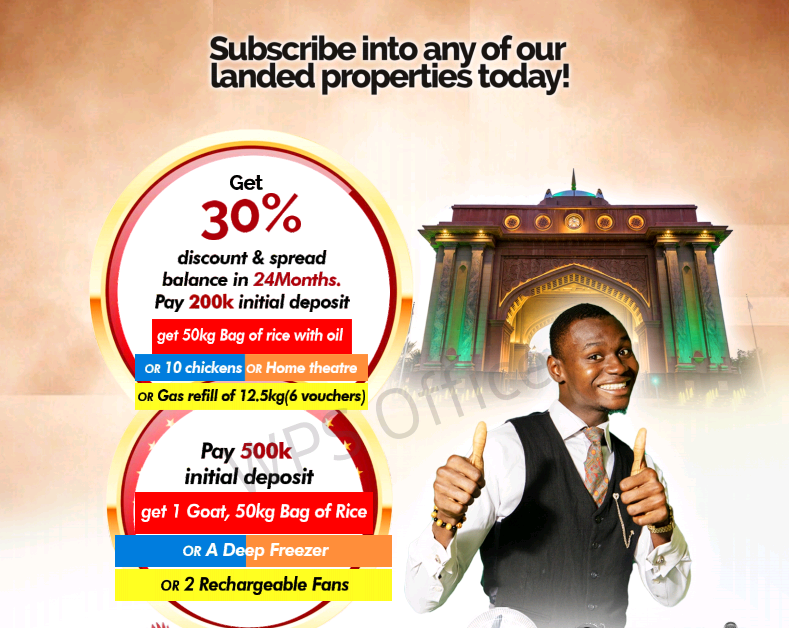 Subscribe into any of our
landed properties today!
Get
30%
discount & spread
balance in 24Months.
Pay 200k initial deposit
get 50kg Bag of rice with oil
OR 10 chickens OR Home theatre
OR Gas refill of 12.5kg(6 vouchers)
Pay 500k
initial deposit
get 1 Goat, 50kg Bag of Rice
OR A Deep Freezer
OR 2 Rechargeable Fans
WPS Office